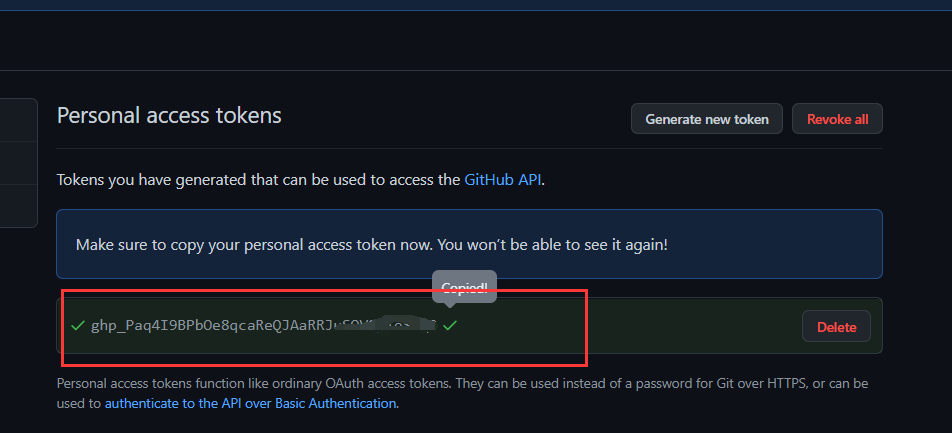 Personal access tokens
Generate new token
Revoke all
Tokens you have generated that can be used to access the GitHub API.
Make sure to copy your personal access token now. You won’t be able to see it again!
Copied!
Delete
Personal access tokens function like ordinary OAuth access tokens. They can be used instead of a password for Git over HTTPS, or can be
used to authenticate to the API over Basic Authentication.